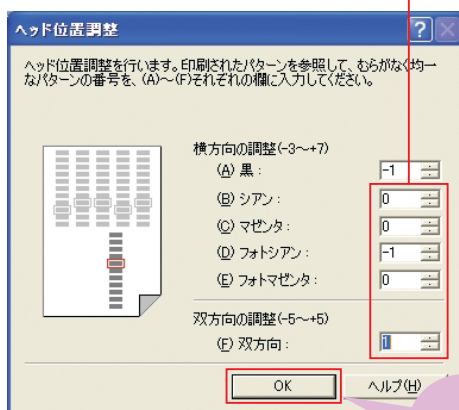 ヘッド位置調整
ヘッド位置調整を行います。印刷されたパターンを参照して、むらがなく均一
なパターンの番号を、(A)～(F)それぞれの欄に入力してください。
横方向の調整(-3～+7)
(A) 黒: -1
(B) シアン: 0
(C) マゼンタ: 0
(D) フォトシアン: -1
(E) フォトマゼンタ: 0
双方向の調整(-5～+5)
(F) 双方向: 1
OK ヘルプ(H)